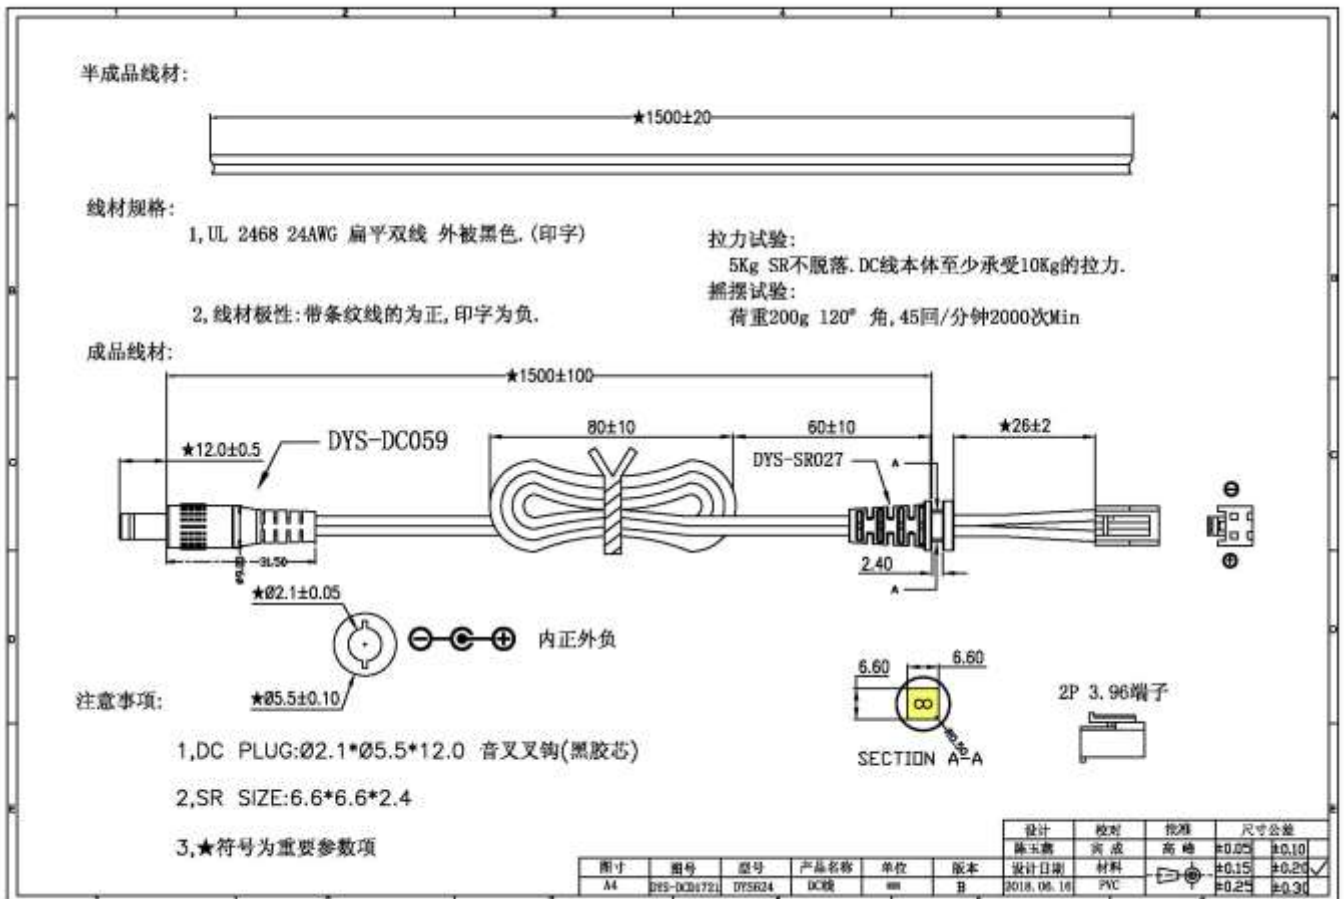 半成品线材:
★1500±20
线材规格:
1,UL 2468 24AWG 扁平双线 外被黑色.(印字)
2,线材极性:带条纹线的为正,印字为负.
拉力试验:
5Kg SR不脱落.DC线本体至少承受10Kg的拉力.
摇摆试验:
荷重200g 120° 角,45回/分钟2000次Min
成品线材:
★1500±100
★12.0±0.5
DYS-DC059
80±10
60±10
★26±2
DYS-SR027
A
31.50
2.40
A
★Ø2.1±0.05
内正外负
★Ø5.5±0.10
6.60
6.60
R0.50
SECTION A-A
2P 3.96端子
注意事项:
1,DC PLUG:Ø2.1*Ø5.5*12.0 音叉叉钩(黑胶芯)
2,SR SIZE:6.6*6.6*2.4
3,★符号为重要参数项
设计 校对 批准 尺寸公差
±0.05 ±0.10
图寸 图号 型号 产品名称 单位 版本 设计日期 材料 ±0.15 ±0.20
A4 DYS-DCD1721 DYS624 DC线 mm B 2018.06.16 PVC ±0.25 ±0.30